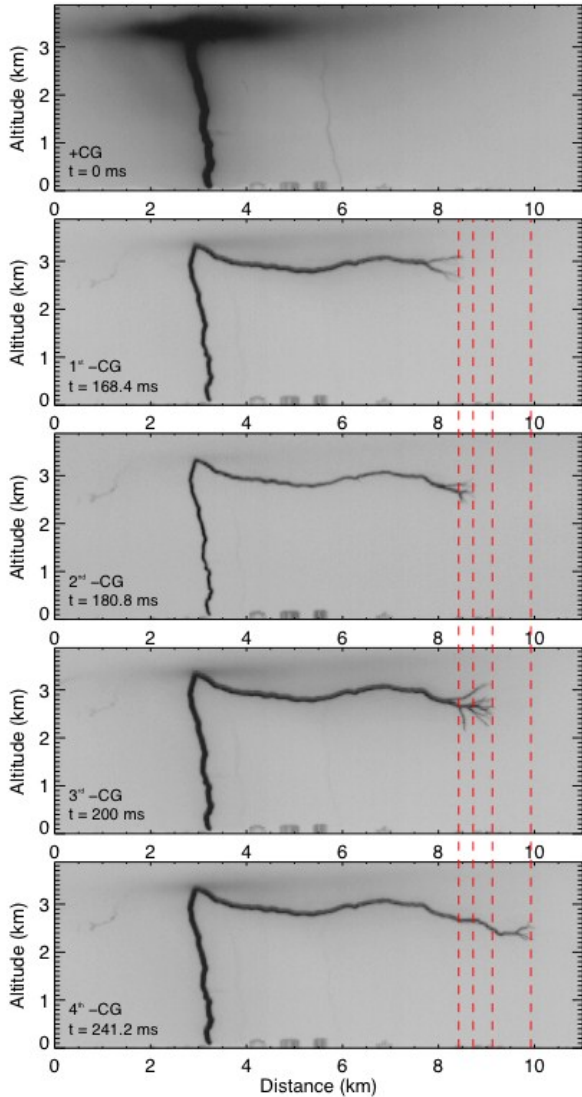 Altitude (km)
3
2
1
0
+CG
t = 0 ms
0 2 4 6 8 10
Altitude (km)
3
2
1
0
1st –CG
t = 168.4 ms
0 2 4 6 8 10
Altitude (km)
3
2
1
0
2nd –CG
t = 180.8 ms
0 2 4 6 8 10
Altitude (km)
3
2
1
0
3rd –CG
t = 200 ms
0 2 4 6 8 10
Altitude (km)
3
2
1
0
4th –CG
t = 241.2 ms
0 2 4 6 8 10
Distance (km)